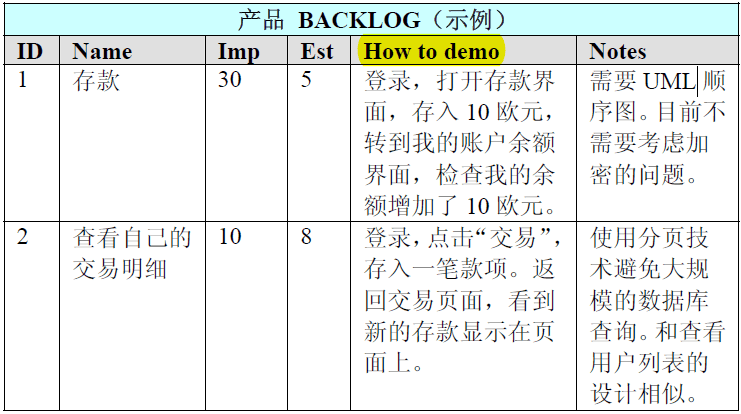 产品 BACKLOG（示例）
ID Name Imp Est How to demo Notes
1 存款 30 5 登录，打开存款界 需要 UML 顺
面，存入 10 欧元， 序图。目前不
转到我的账户余额 需要考虑加
界面，检查我的余 密的问题。
额增加了 10 欧元。
2 查看自己的 10 8 登录，点击“交易”， 使用分页技
交易明细 存入一笔款项。返 术避免大规
回交易页面，看到 模的数据库
新的存款显示在页 查询。和查看
面上。 用户列表的
设计相似。